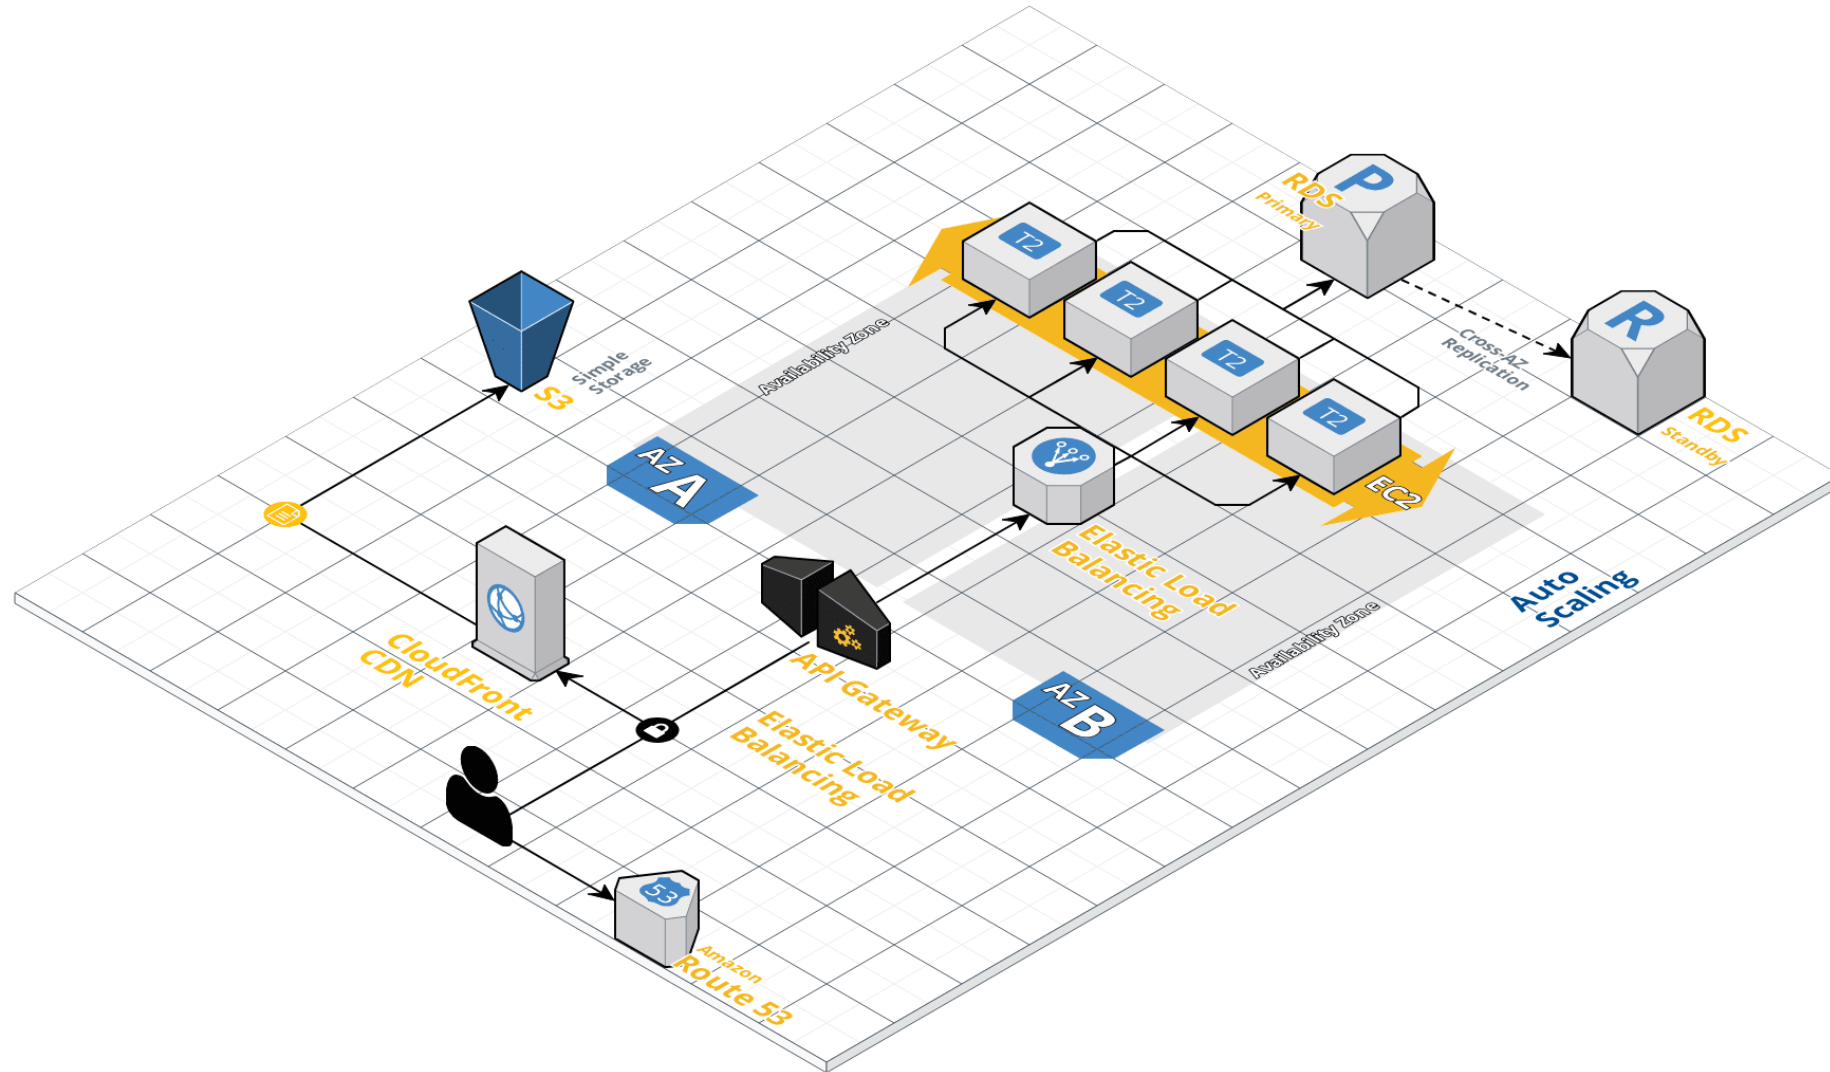 P
RDS
Primary
R
Cross-AZ
Replication
RDS
Standby
T2
T2
T2
T2
EC2
Availability Zone
AZ
A
Simple
Storage
S3
Elastic Load
Balancing
Auto
Scaling
Availability Zone
AZ
B
API Gateway
CloudFront
CDN
Elastic Load
Balancing
53
Amazon
Route 53